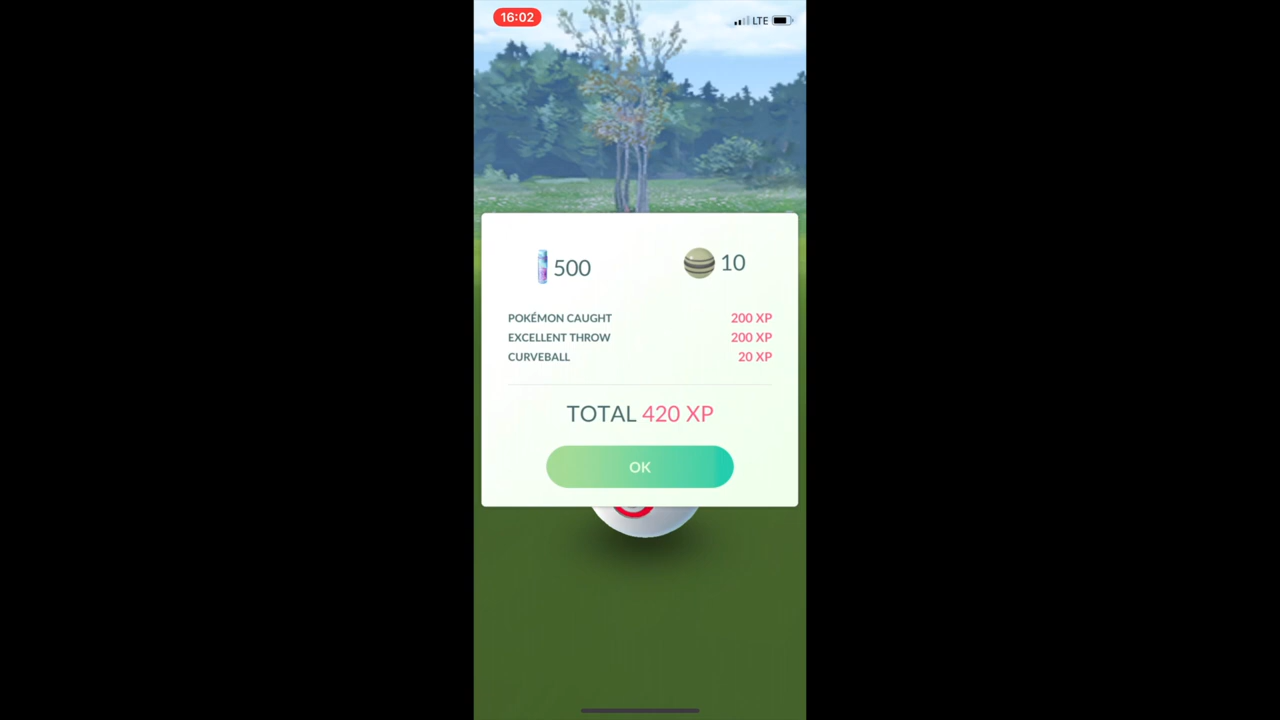 16:02 LTE
500 10
POKÉMON CAUGHT 200 XP
EXCELLENT THROW 200 XP
CURVEBALL 20 XP
TOTAL 420 XP
OK